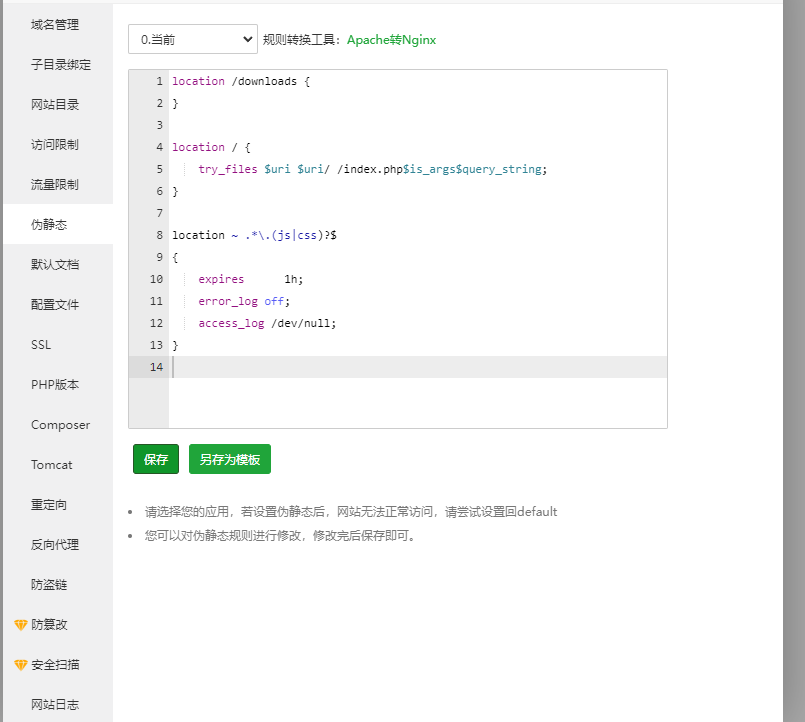 域名管理
子目录绑定
网站目录
访问限制
流量限制
伪静态
默认文档
配置文件
SSL
PHP版本
Composer
Tomcat
重定向
反向代理
防盗链
防篡改
安全扫描
网站日志
0.当前 规则转换工具：Apache转Nginx
1 location /downloads {
2 }
3
4 location / {
5     try_files $uri $uri/ /index.php$is_args$query_string;
6 }
7
8 location ~ .*\.(js|css)?$
9 {
10     expires      1h;
11     error_log off;
12     access_log /dev/null;
13 }
14
保存 另存为模板
请选择您的应用，若设置伪静态后，网站无法正常访问，请尝试设置回default
您可以对伪静态规则进行修改，修改完后保存即可。